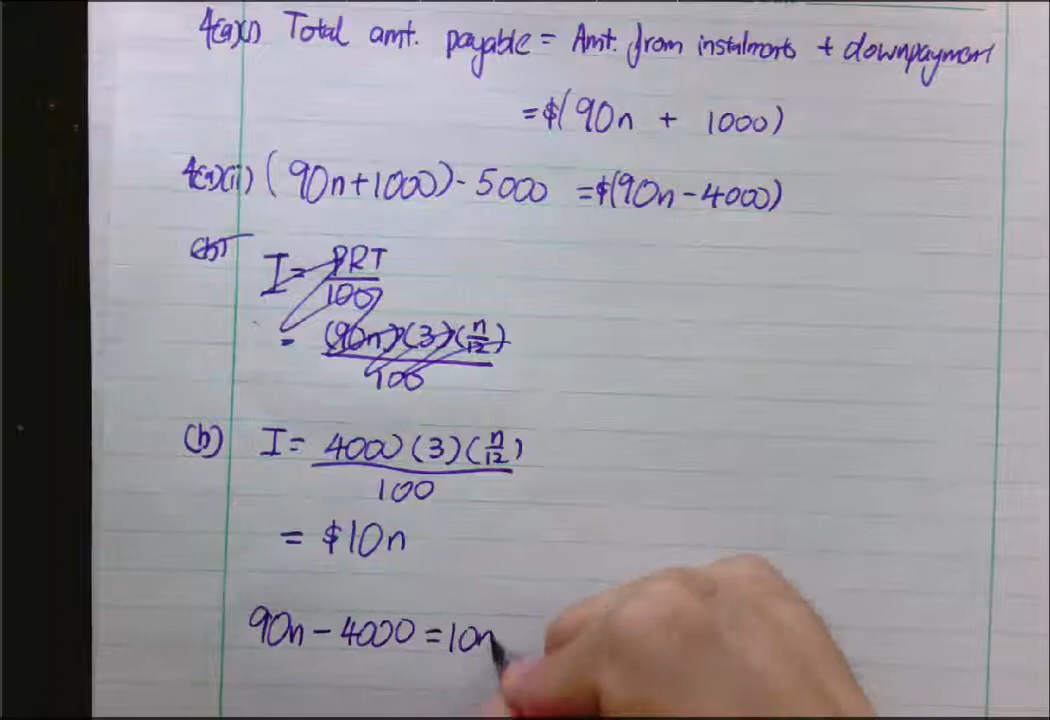 4(a)(i) Total amt. payable = Amt. from instalments + downpayment
= $(90n + 1000)
4(a)(ii) (90n+1000) - 5000 = $(90n - 4000)
(b) I = PRT/100
= (90n)(3)(n/12)/100
(b) I = 4000(3)(n/12)/100
= $10n
90n - 4000 = 10n